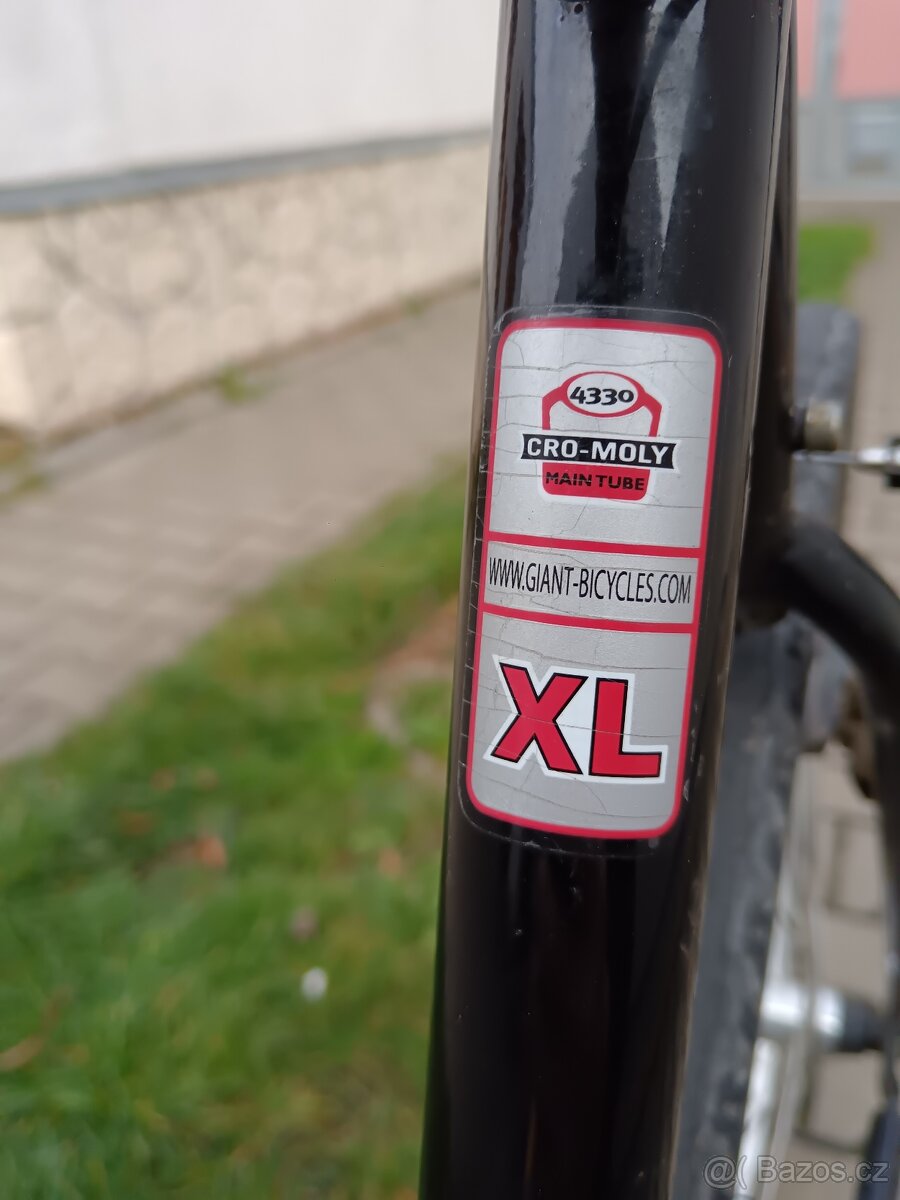 4330
CRO-MOLY
MAIN TUBE
WWW.GIANT-BICYCLES.COM
XL
@( Bazos.cz